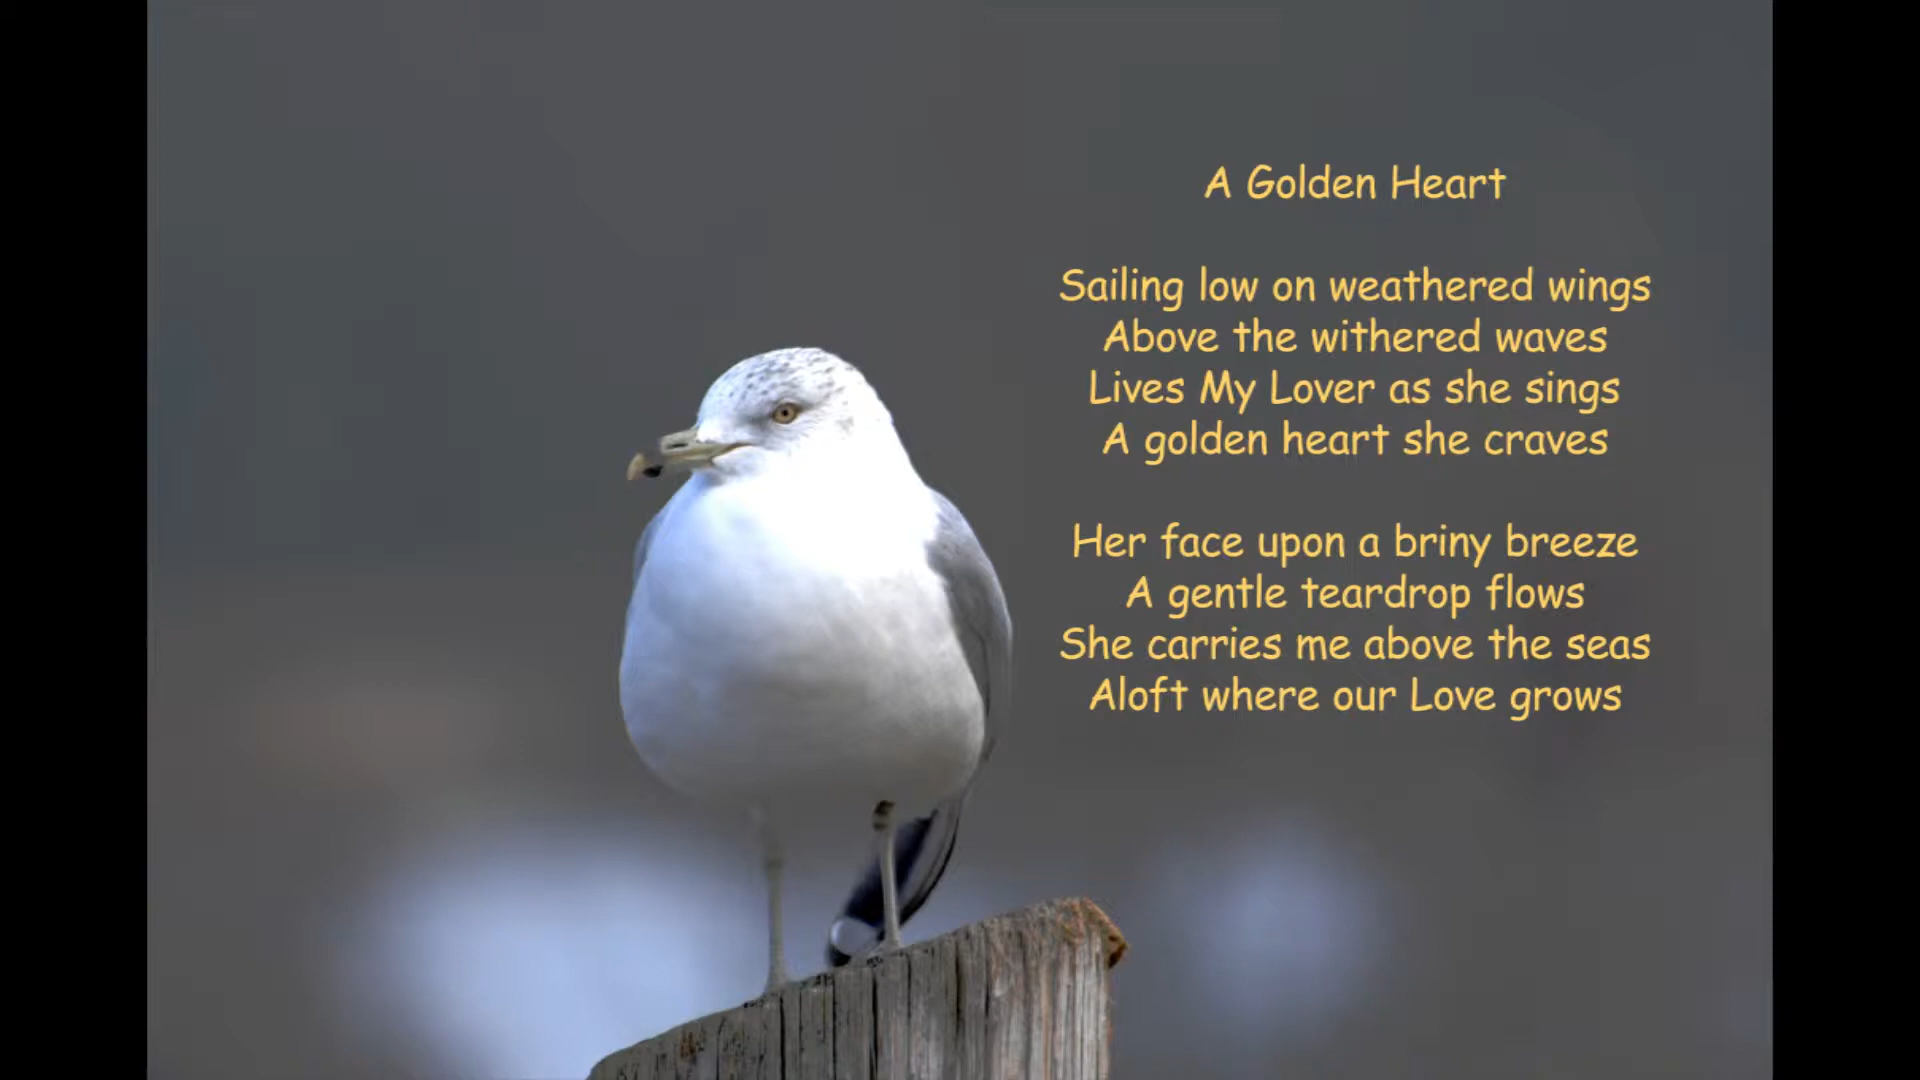 A Golden Heart
Sailing low on weathered wings
Above the withered waves
Lives My Lover as she sings
A golden heart she craves
Her face upon a briny breeze
A gentle teardrop flows
She carries me above the seas
Aloft where our Love grows